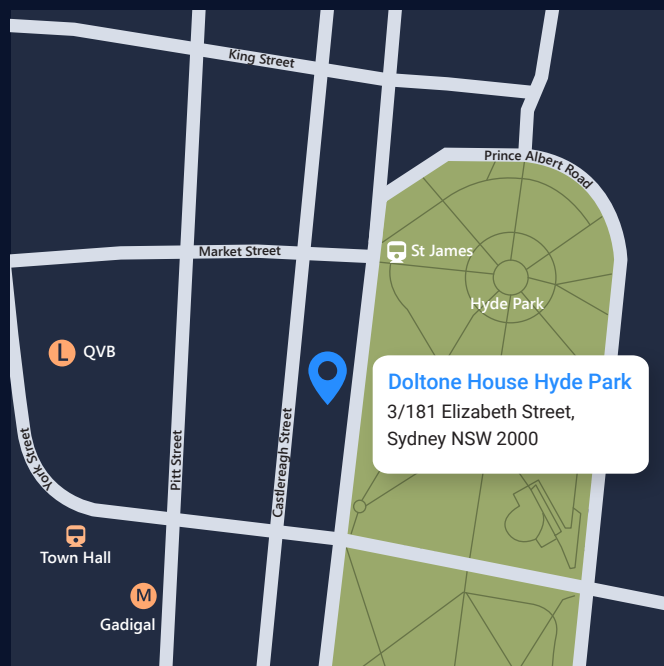 King Street
Prince Albert Road
Market Street
St James
Hyde Park
L QVB
Doltone House Hyde Park
3/181 Elizabeth Street,
Sydney NSW 2000
York Street
Pitt Street
Castlereagh Street
Town Hall
M
Gadigal